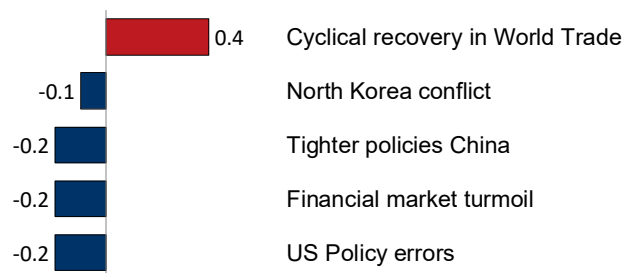 0.4 Cyclical recovery in World Trade
-0.1 North Korea conflict
-0.2 Tighter policies China
-0.2 Financial market turmoil
-0.2 US Policy errors